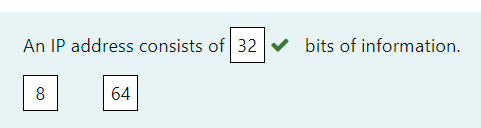 An IP address consists of 32 ✔ bits of information.
8 64